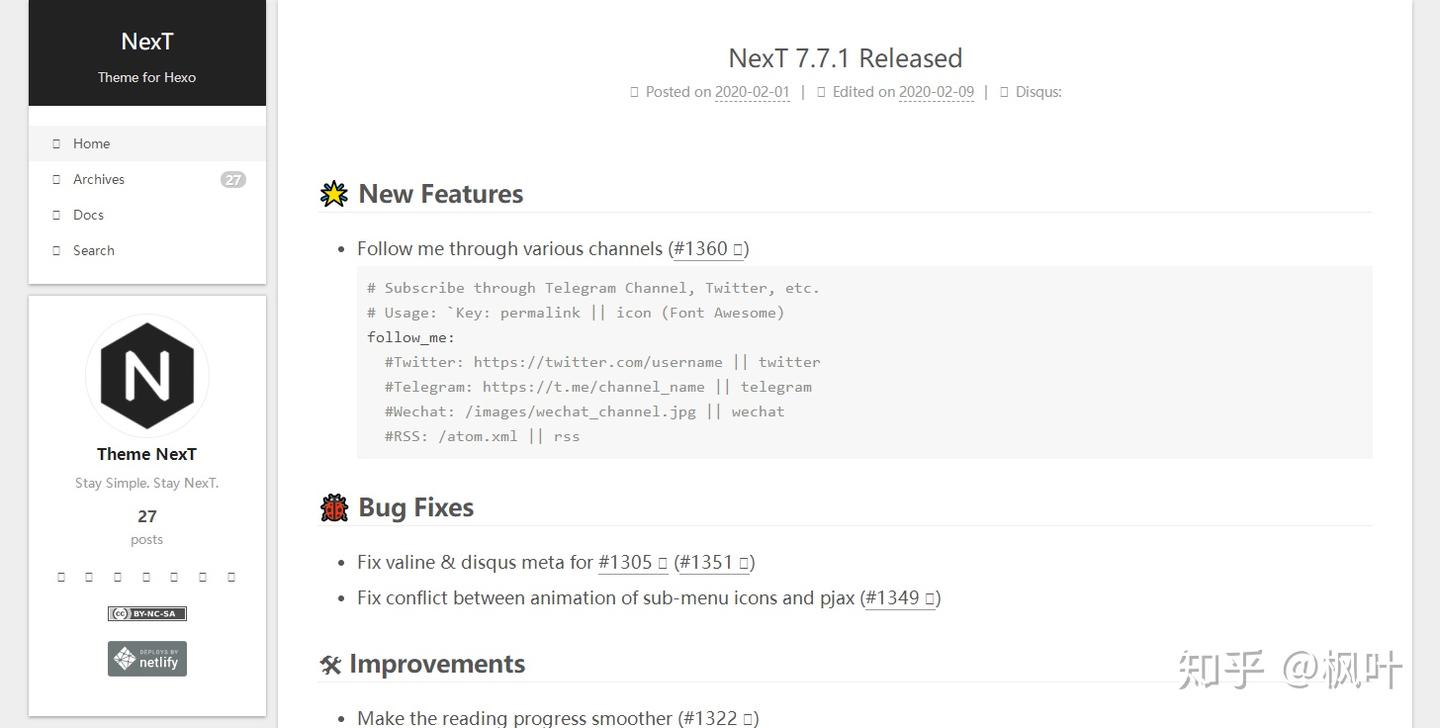 NexT
Theme for Hexo
Home
Archives 27
Docs
Search
N
Theme NexT
Stay Simple. Stay NexT.
27
posts
cc BY-NC-SA
DEPLOYS BY
netlify
NexT 7.7.1 Released
Posted on 2020-02-01 | Edited on 2020-02-09 | Disqus:
New Features
• Follow me through various channels (#1360)
# Subscribe through Telegram Channel, Twitter, etc.
# Usage: `Key: permalink || icon (Font Awesome)
follow_me:
#Twitter: https://twitter.com/username || twitter
#Telegram: https://t.me/channel_name || telegram
#Wechat: /images/wechat_channel.jpg || wechat
#RSS: /atom.xml || rss
Bug Fixes
• Fix valine & disqus meta for #1305 (#1351)
• Fix conflict between animation of sub-menu icons and pjax (#1349)
Improvements
• Make the reading progress smoother (#1322)
知乎 @枫叶